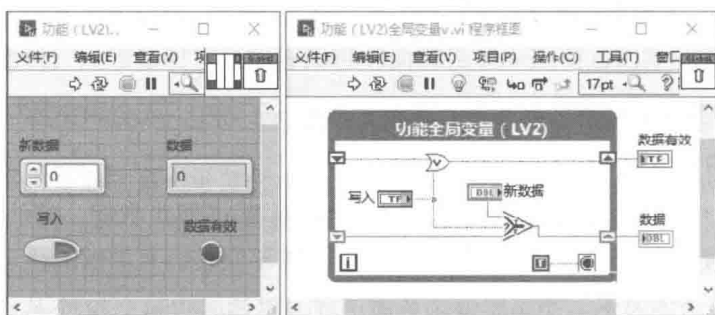 功能（LV2)...
文件(F) 编辑(E) 查看(V) 项
新数据
数据
0
0
写入
数据有效
功能（LV2)全局变量v.vi 程序框图
文件(F) 编辑(E) 查看(V) 项目(P) 操作(C) 工具(T) 窗口
17pt
功能全局变量（LV2）
数据有效
TF
写入
TF
DBL
新数据
数据
DBL
i